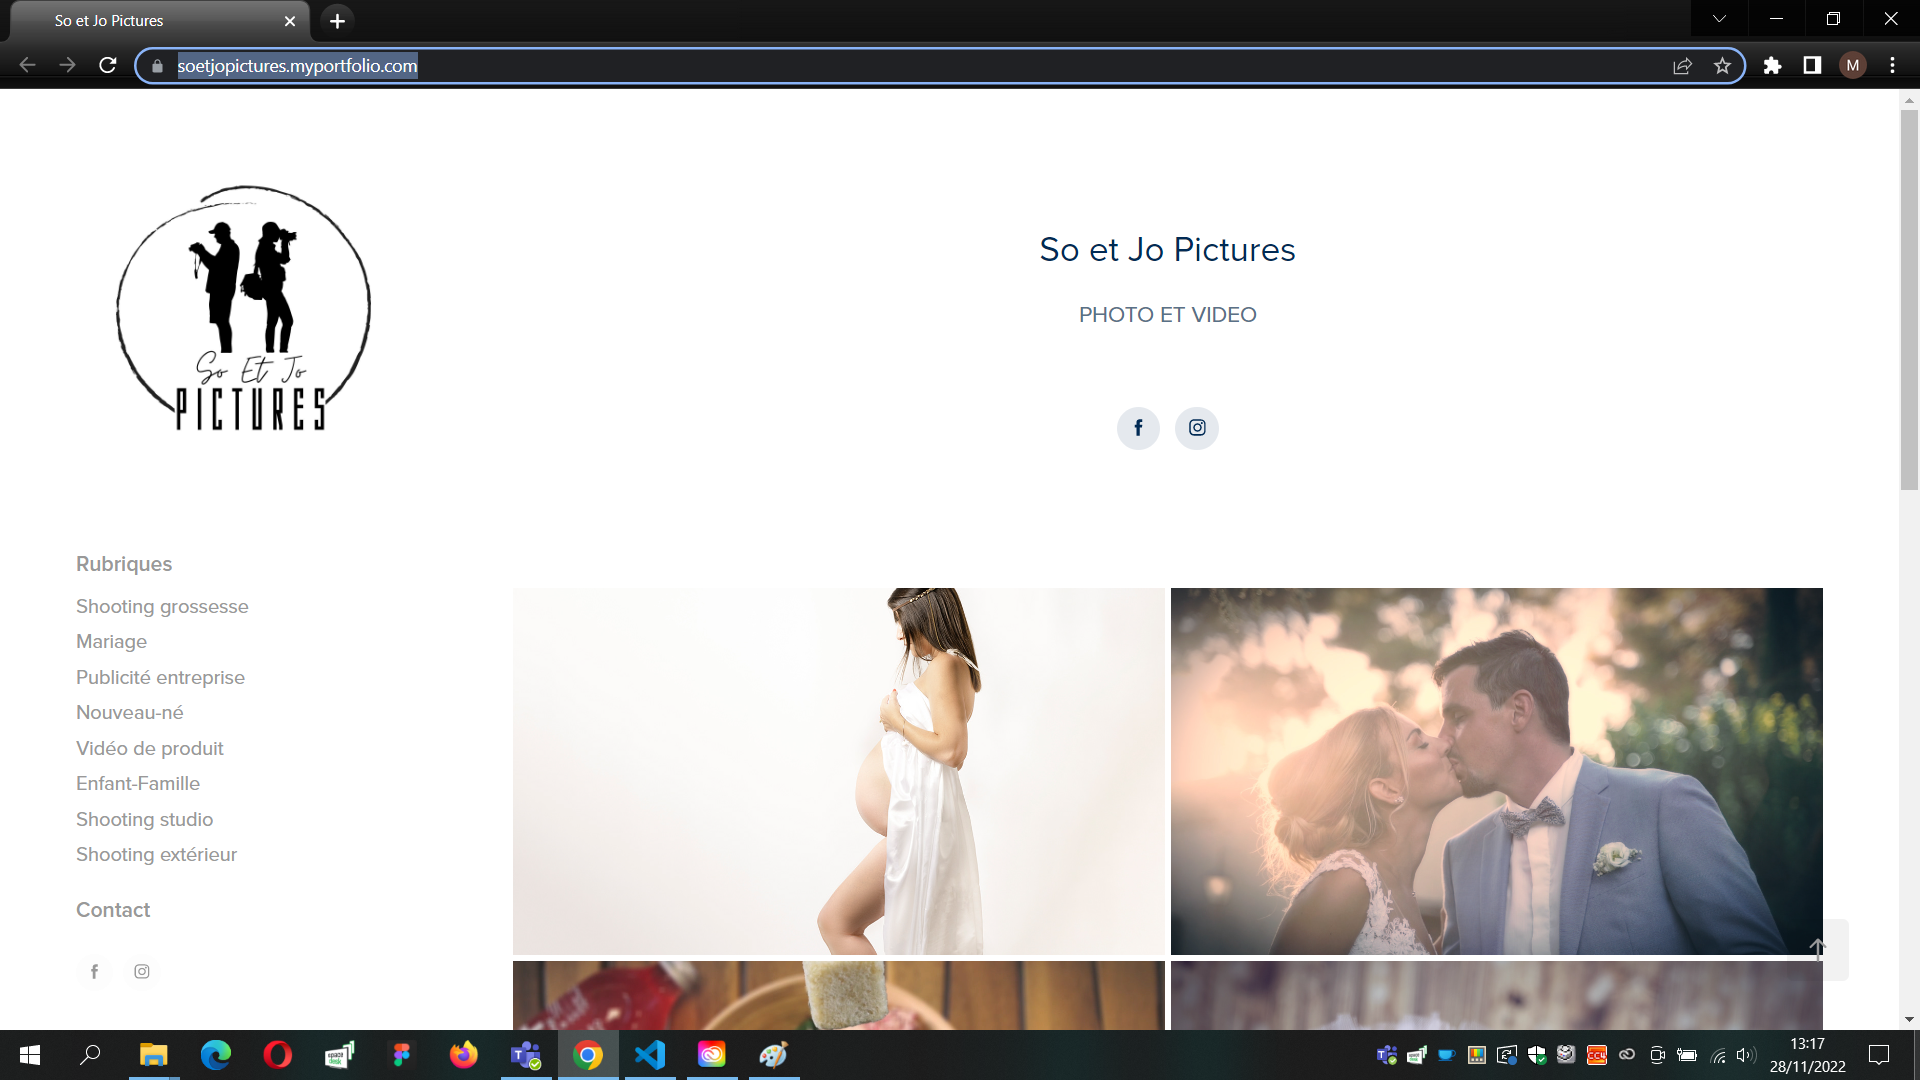 So et Jo Pictures
soetjopictures.myportfolio.com
M
So Et Jo
PICTURES
So et Jo Pictures
PHOTO ET VIDEO
Rubriques
Shooting grossesse
Mariage
Publicité entreprise
Nouveau-né
Vidéo de produit
Enfant-Famille
Shooting studio
Shooting extérieur
Contact
13:17
28/11/2022